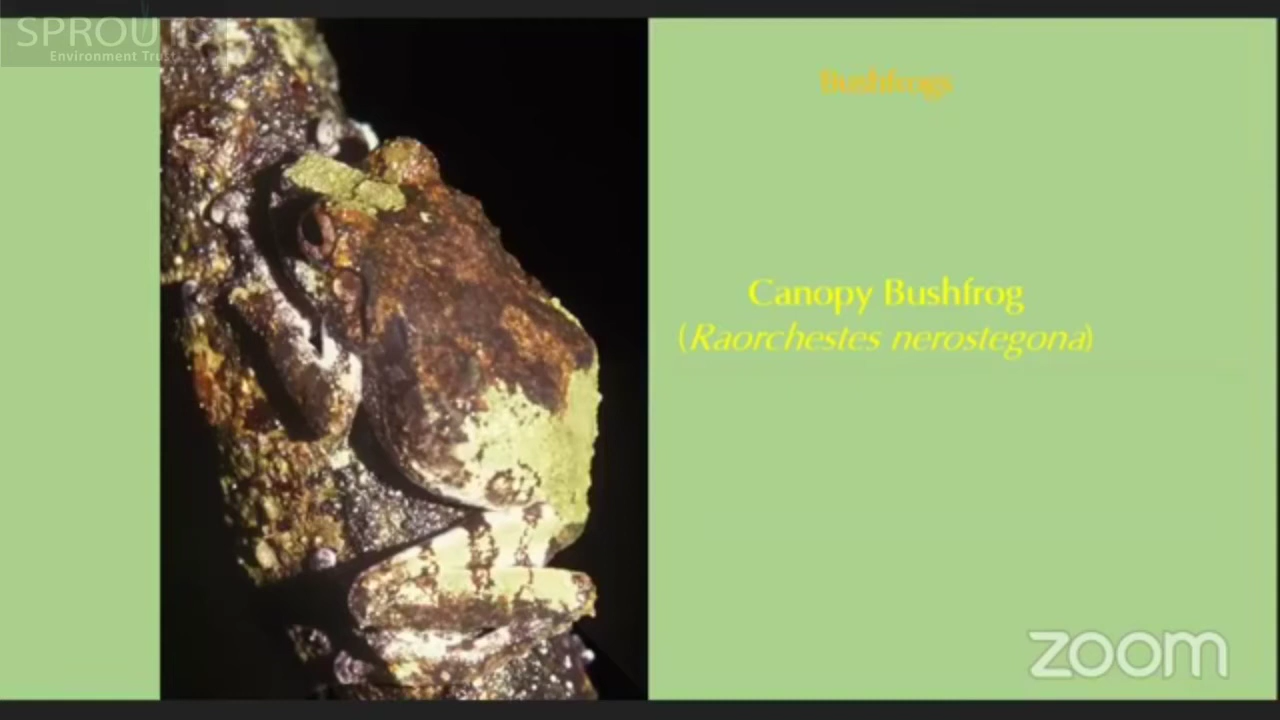 SPROUTS
Environment Trust
Bushfrogs
Canopy Bushfrog
(Raorchestes nerostegona)
zoom